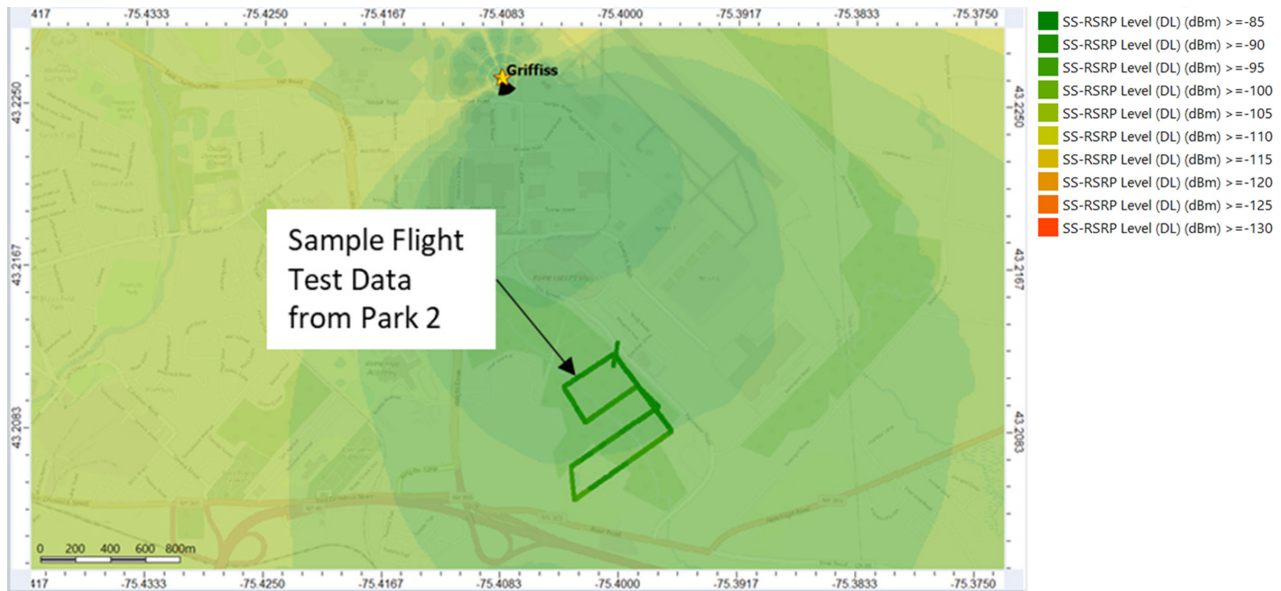 417 -75.4333 -75.4250 -75.4167 -75.4083 -75.4000 -75.3917 -75.3833 -75.3750
Griffiss
43.2250 43.2250
43.2167 43.2167
43.2083 43.2083
Sample Flight
Test Data
from Park 2
0 200 400 600 800m
417 -75.4333 -75.4250 -75.4167 -75.4083 -75.4000 -75.3917 -75.3833 -75.3750
SS-RSRP Level (DL) (dBm) >=-85
SS-RSRP Level (DL) (dBm) >=-90
SS-RSRP Level (DL) (dBm) >=-95
SS-RSRP Level (DL) (dBm) >=-100
SS-RSRP Level (DL) (dBm) >=-105
SS-RSRP Level (DL) (dBm) >=-110
SS-RSRP Level (DL) (dBm) >=-115
SS-RSRP Level (DL) (dBm) >=-120
SS-RSRP Level (DL) (dBm) >=-125
SS-RSRP Level (DL) (dBm) >=-130